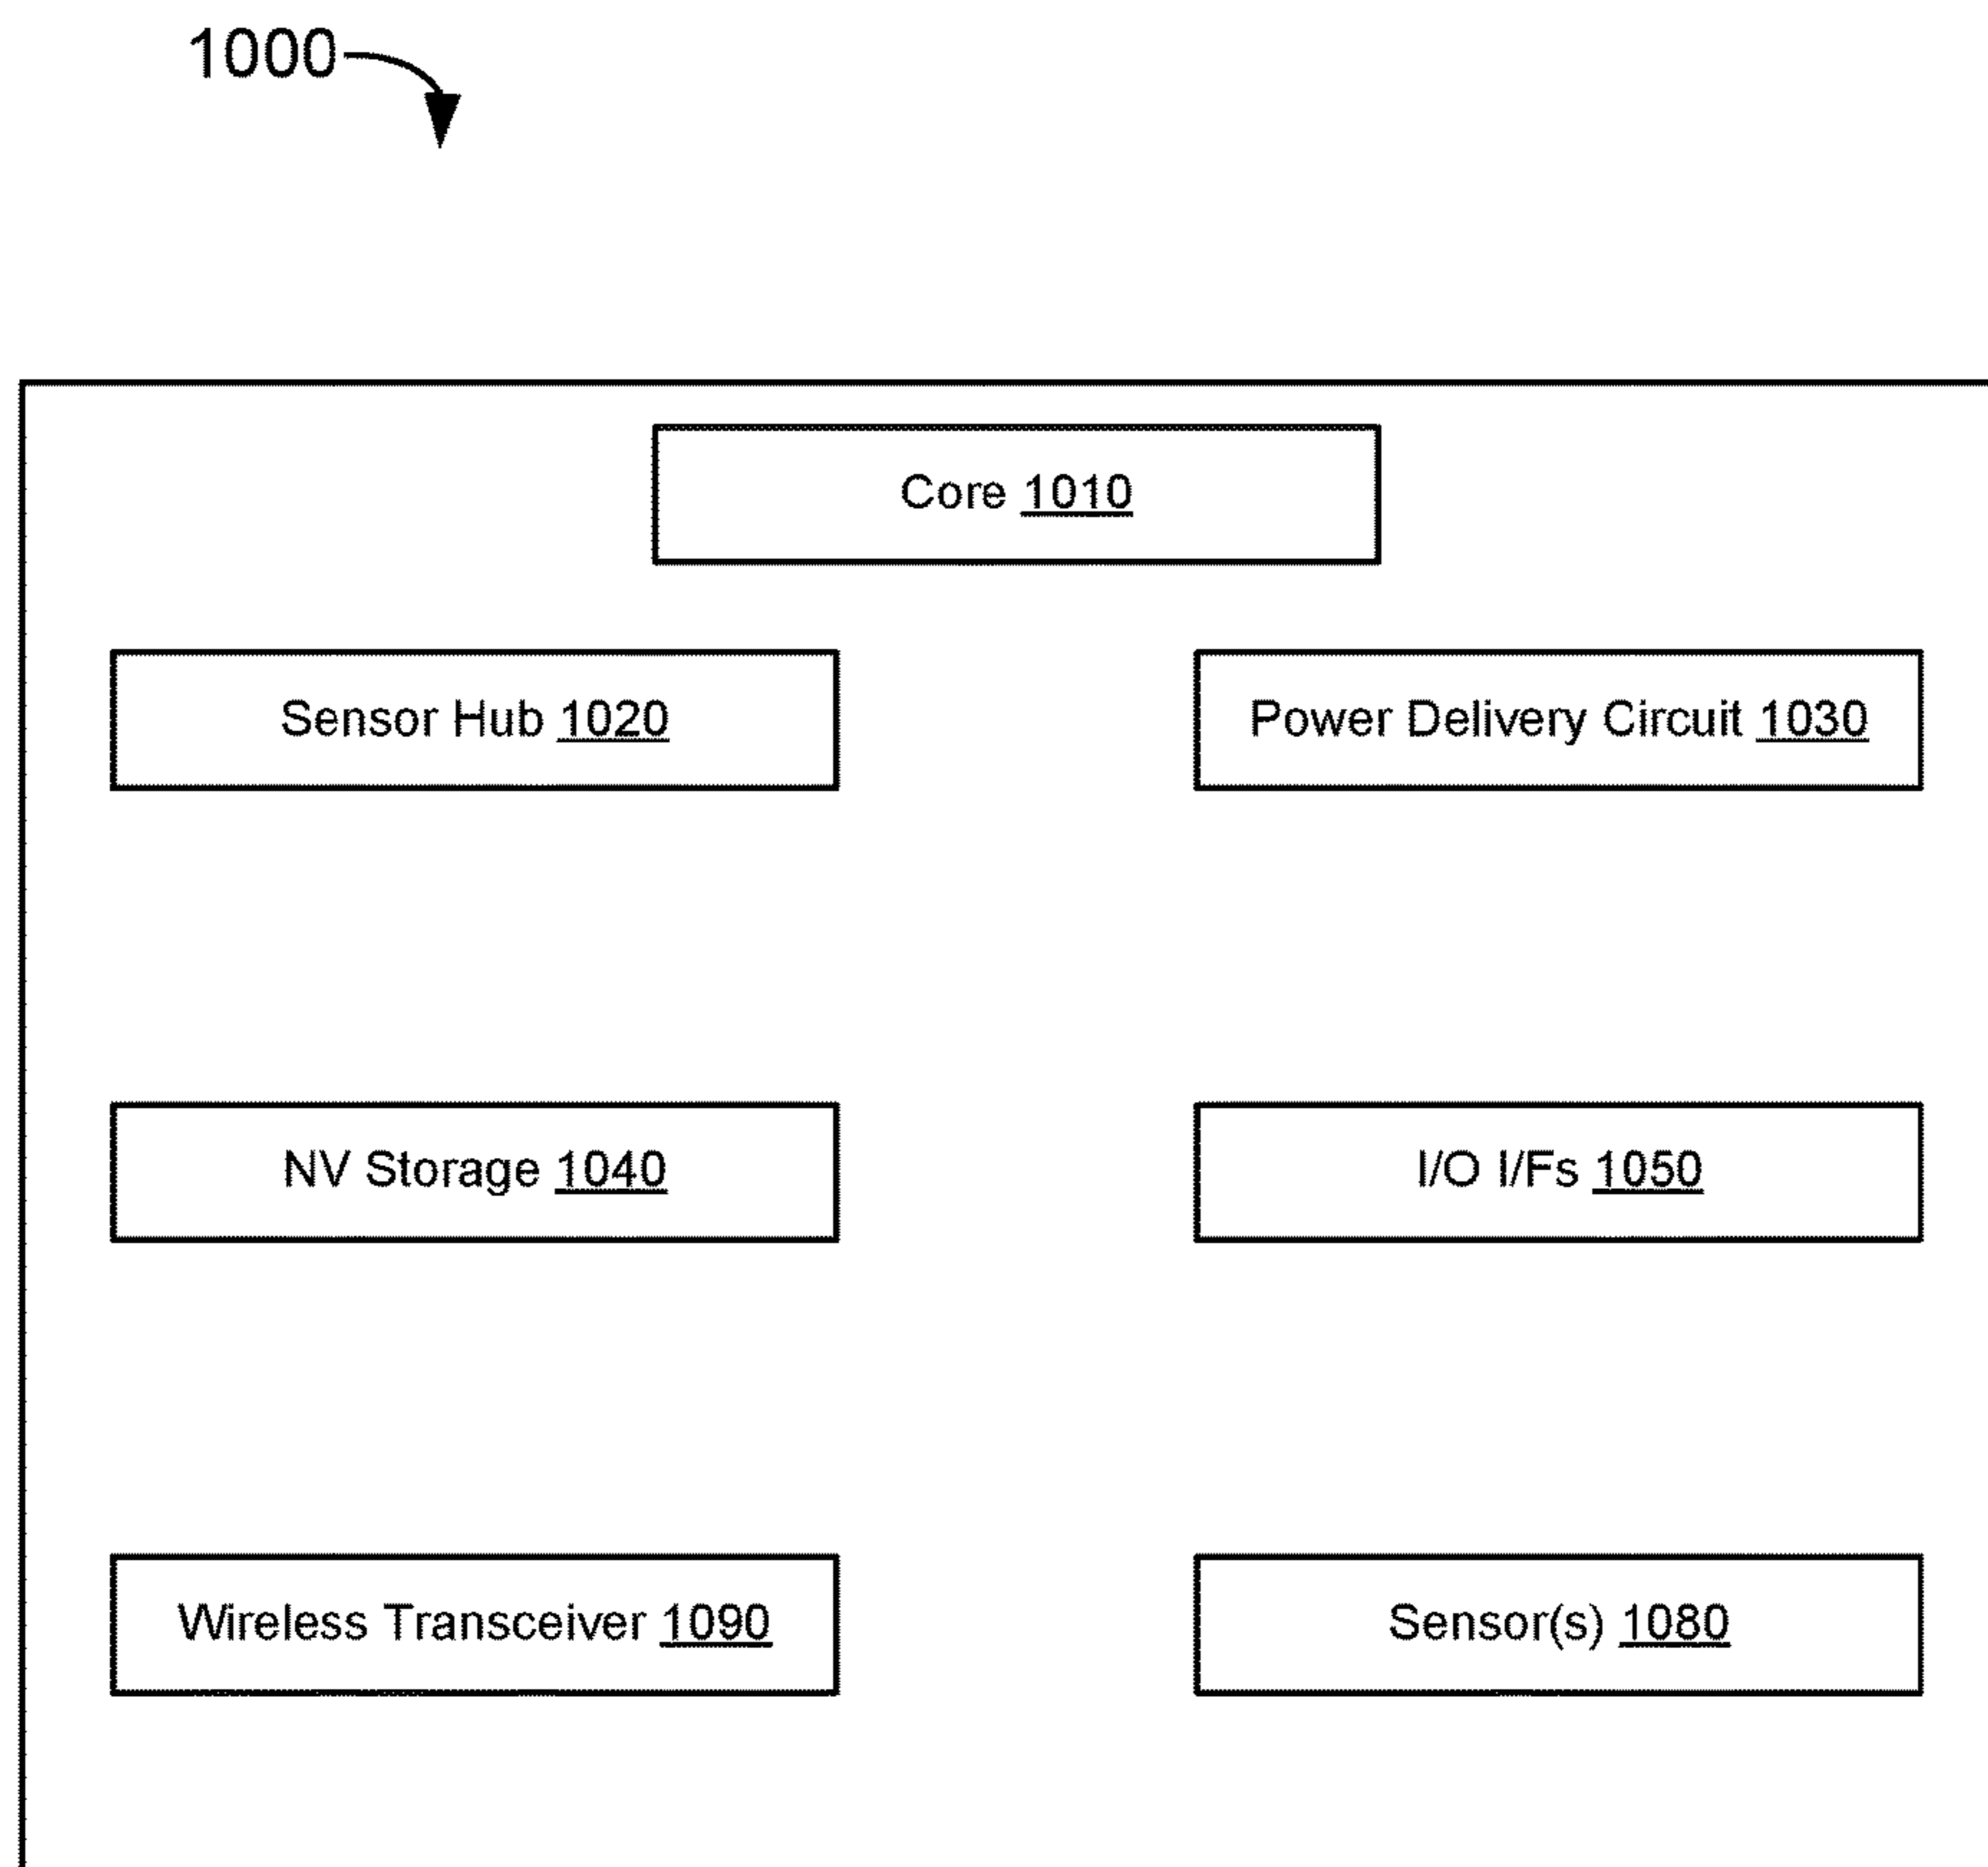 1000
Core 1010
Sensor Hub 1020
Power Delivery Circuit 1030
NV Storage 1040
I/O I/Fs 1050
Wireless Transceiver 1090
Sensor(s) 1080